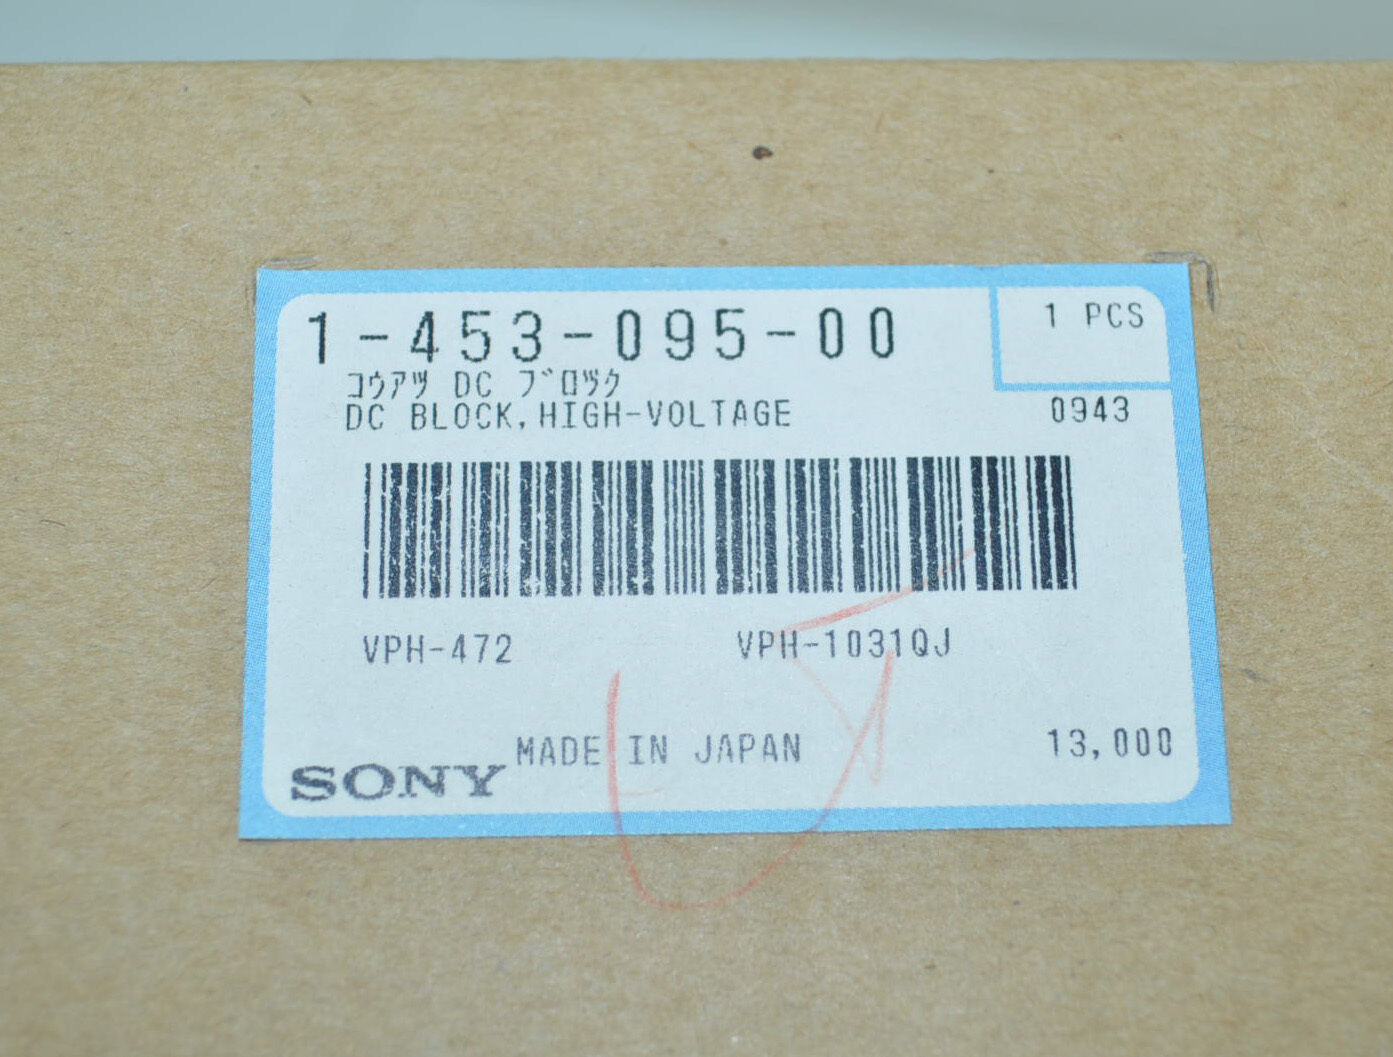 1-453-095-00
1 PCS
コウアツ DC ブロック
DC BLOCK,HIGH-VOLTAGE
0943
VPH-472 VPH-1031QJ
MADE IN JAPAN
13,000
SONY